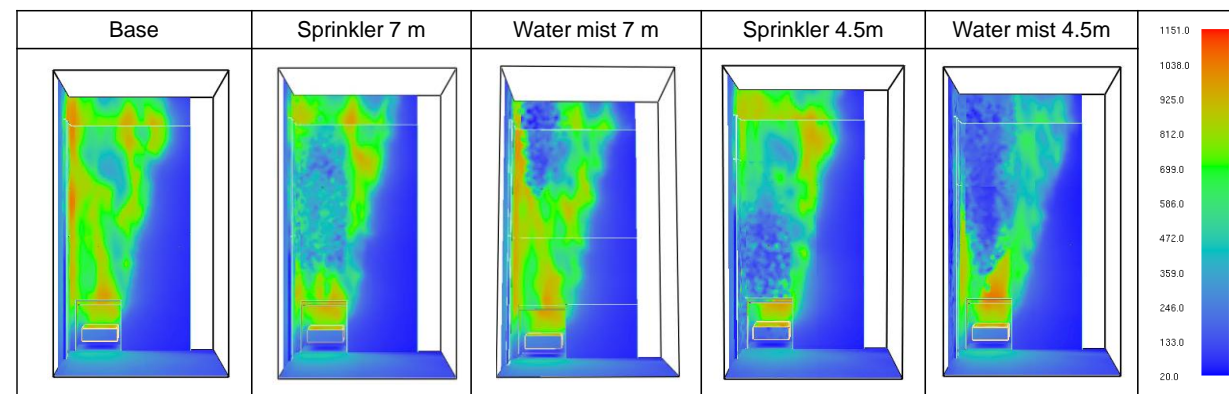 Base
Sprinkler 7 m
Water mist 7 m
Sprinkler 4.5m
Water mist 4.5m
1151.0
1038.0
925.0
812.0
699.0
586.0
472.0
359.0
246.0
133.0
20.0